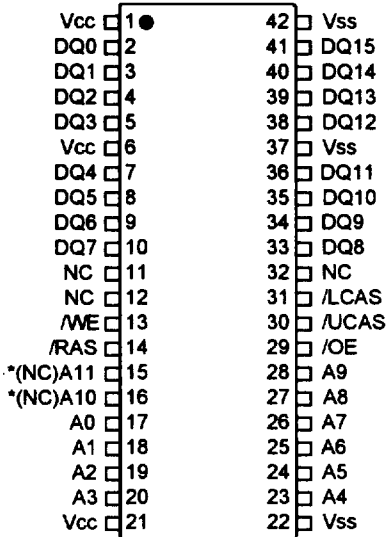 Vcc 1 42 Vss
DQ0 2 41 DQ15
DQ1 3 40 DQ14
DQ2 4 39 DQ13
DQ3 5 38 DQ12
Vcc 6 37 Vss
DQ4 7 36 DQ11
DQ5 8 35 DQ10
DQ6 9 34 DQ9
DQ7 10 33 DQ8
NC 11 32 NC
NC 12 31 /LCAS
/WE 13 30 /UCAS
/RAS 14 29 /OE
*(NC)A11 15 28 A9
*(NC)A10 16 27 A8
A0 17 26 A7
A1 18 25 A6
A2 19 24 A5
A3 20 23 A4
Vcc 21 22 Vss